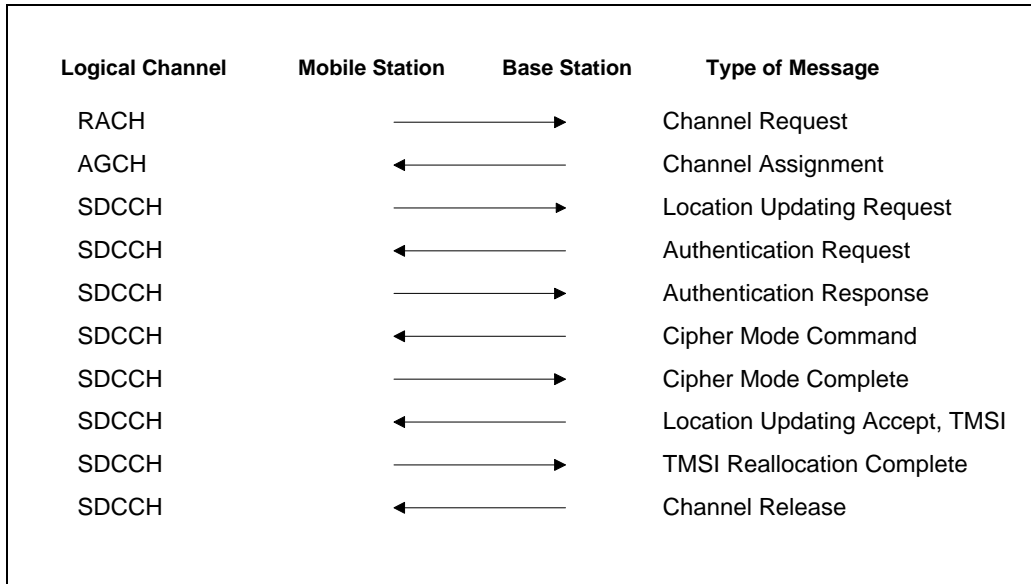 Logical Channel Mobile Station Base Station Type of Message
RACH Channel Request
AGCH Channel Assignment
SDCCH Location Updating Request
SDCCH Authentication Request
SDCCH Authentication Response
SDCCH Cipher Mode Command
SDCCH Cipher Mode Complete
SDCCH Location Updating Accept, TMSI
SDCCH TMSI Reallocation Complete
SDCCH Channel Release